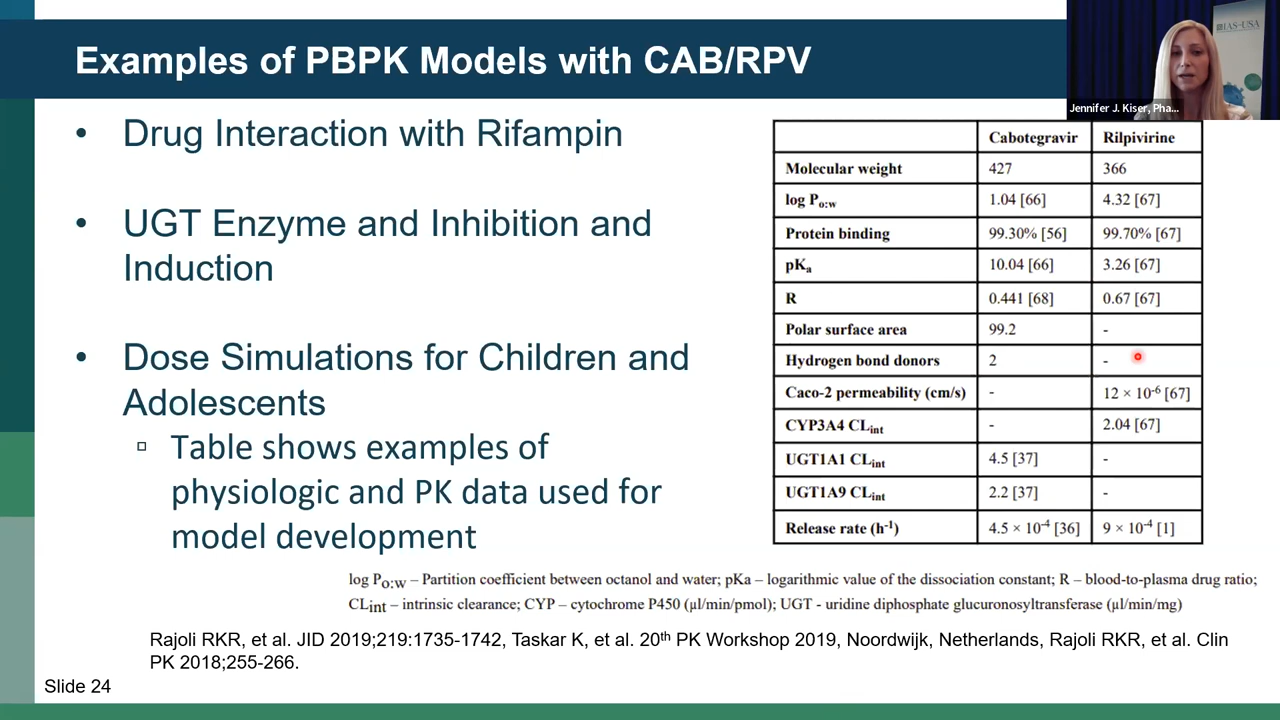 Examples of PBPK Models with CAB/RPV
IAS–USA
Jennifer J. Kiser, Pha...
• Drug Interaction with Rifampin
• UGT Enzyme and Inhibition and
Induction
• Dose Simulations for Children and
Adolescents
▫ Table shows examples of
physiologic and PK data used for
model development
Cabotegravir Rilpivirine
Molecular weight 427 366
log Po:w 1.04 [66] 4.32 [67]
Protein binding 99.30% [56] 99.70% [67]
pKa 10.04 [66] 3.26 [67]
R 0.441 [68] 0.67 [67]
Polar surface area 99.2 -
Hydrogen bond donors 2 -
Caco-2 permeability (cm/s) - 12 × 10-6 [67]
CYP3A4 CLint - 2.04 [67]
UGT1A1 CLint 4.5 [37] -
UGT1A9 CLint 2.2 [37] -
Release rate (h-1) 4.5 × 10-4 [36] 9 × 10-4 [1]
log Po:w – Partition coefficient between octanol and water; pKa – logarithmic value of the dissociation constant; R – blood-to-plasma drug ratio;
CLint – intrinsic clearance; CYP – cytochrome P450 (µl/min/pmol); UGT - uridine diphosphate glucuronosyltransferase (µl/min/mg)
Rajoli RKR, et al. JID 2019;219:1735-1742, Taskar K, et al. 20th PK Workshop 2019, Noordwijk, Netherlands, Rajoli RKR, et al. Clin
PK 2018;255-266.
Slide 24